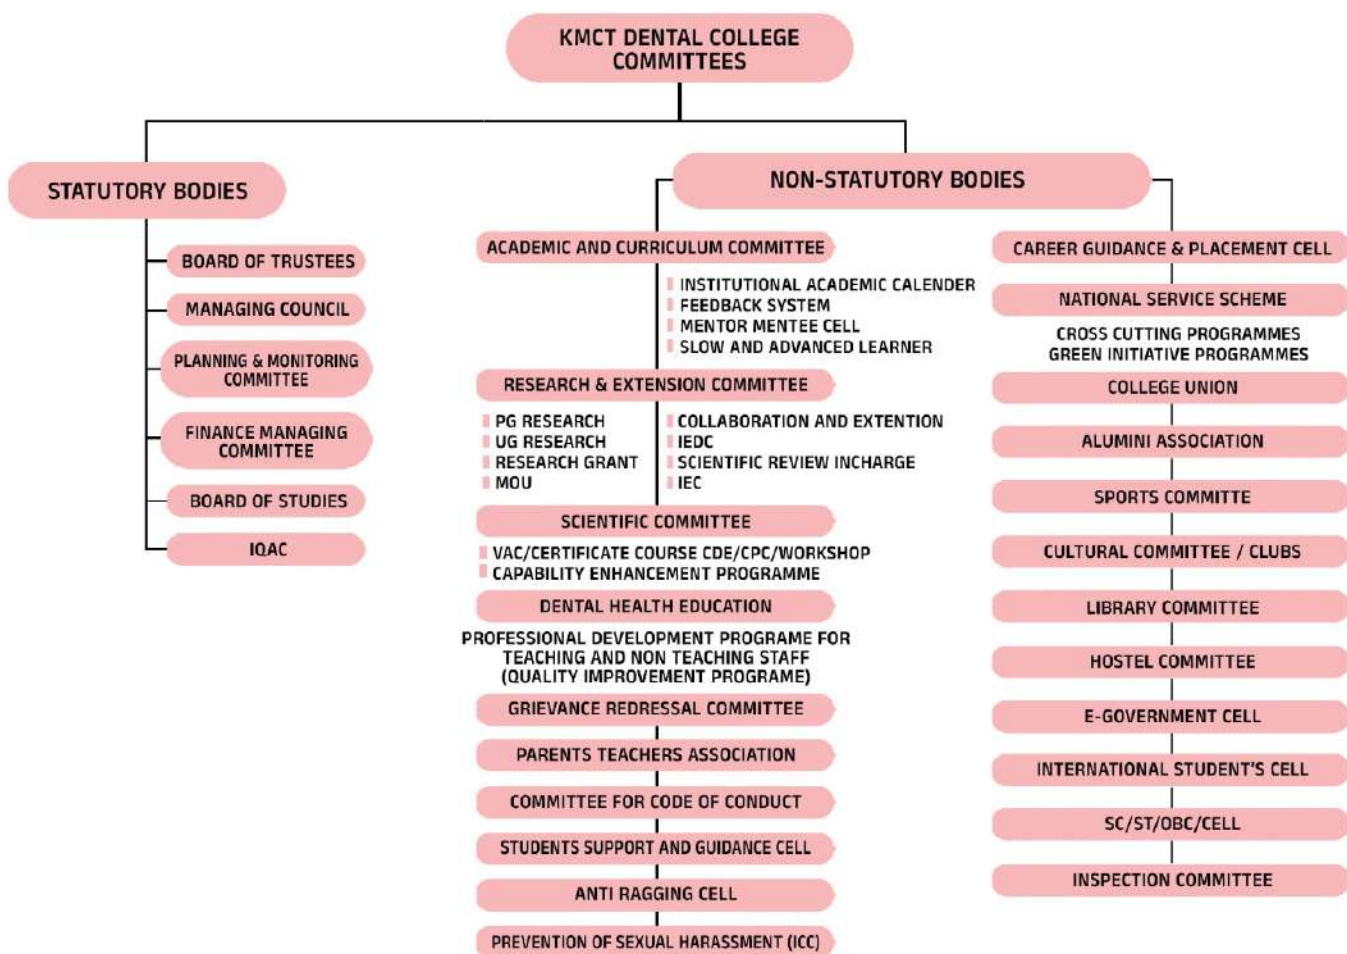 KMCT DENTAL COLLEGE
COMMITTEES
STATUTORY BODIES
BOARD OF TRUSTEES
MANAGING COUNCIL
PLANNING & MONITORING
COMMITTEE
FINANCE MANAGING
COMMITTEE
BOARD OF STUDIES
IQAC
NON-STATUTORY BODIES
ACADEMIC AND CURRICULUM COMMITTEE
INSTITUTIONAL ACADEMIC CALENDER
FEEDBACK SYSTEM
MENTOR MENTEE CELL
SLOW AND ADVANCED LEARNER
RESEARCH & EXTENSION COMMITTEE
PG RESEARCH
UG RESEARCH
RESEARCH GRANT
MOU
COLLABORATION AND EXTENTION
IEDC
SCIENTIFIC REVIEW INCHARGE
IEC
SCIENTIFIC COMMITTEE
VAC/CERTIFICATE COURSE CDE/CPC/WORKSHOP
CAPABILITY ENHANCEMENT PROGRAMME
DENTAL HEALTH EDUCATION
PROFESSIONAL DEVELOPMENT PROGRAME FOR
TEACHING AND NON TEACHING STAFF
(QUALITY IMPROVEMENT PROGRAME)
GRIEVANCE REDRESSAL COMMITTEE
PARENTS TEACHERS ASSOCIATION
COMMITTEE FOR CODE OF CONDUCT
STUDENTS SUPPORT AND GUIDANCE CELL
ANTI RAGGING CELL
PREVENTION OF SEXUAL HARASSMENT (ICC)
CAREER GUIDANCE & PLACEMENT CELL
NATIONAL SERVICE SCHEME
CROSS CUTTING PROGRAMMES
GREEN INITIATIVE PROGRAMMES
COLLEGE UNION
ALUMINI ASSOCIATION
SPORTS COMMITTE
CULTURAL COMMITTEE / CLUBS
LIBRARY COMMITTEE
HOSTEL COMMITTEE
E-GOVERNMENT CELL
INTERNATIONAL STUDENT'S CELL
SC/ST/OBC/CELL
INSPECTION COMMITTEE